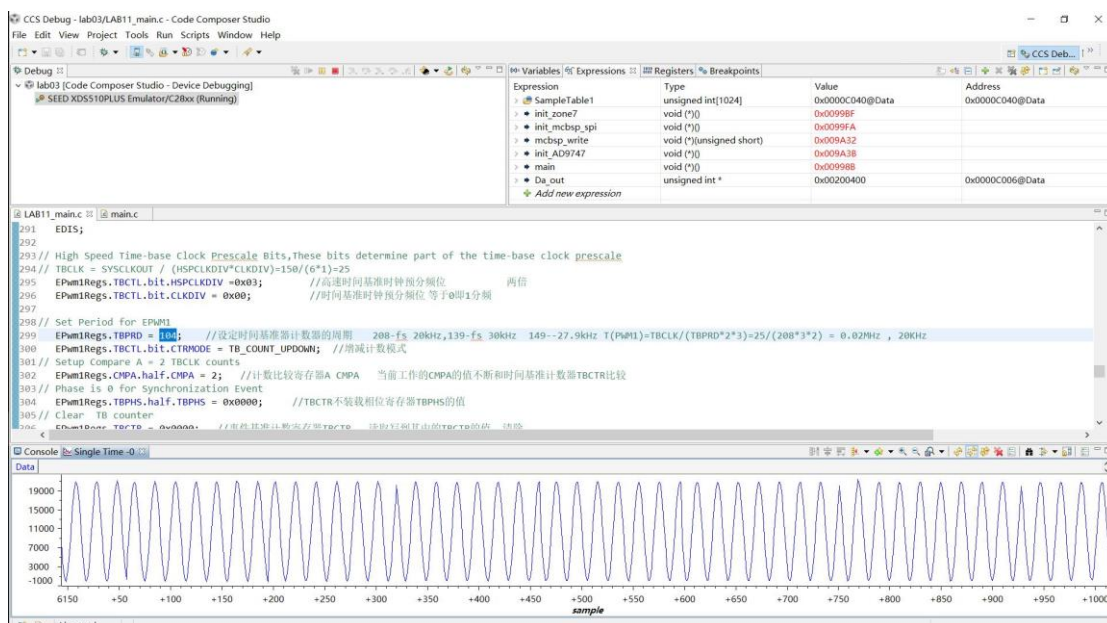 CCS Debug - lab03/LAB11_main.c - Code Composer Studio
File Edit View Project Tools Run Scripts Window Help
CCS Deb...
Debug
lab03 [Code Composer Studio - Device Debugging]
SEED XDS510PLUS Emulator/C28xx (Running)
Variables Expressions Registers Breakpoints
Expression Type Value Address
SampleTable1 unsigned int[1024] 0x0000C040@Data 0x0000C040@Data
init_zone7 void (*)() 0x0099BF
init_mcbsp_spi void (*)() 0x0099FA
mcbsp_write void (*)(unsigned short) 0x009A32
init_AD9747 void (*)() 0x009A3B
main void (*)() 0x00998B
Da_out unsigned int * 0x00200400 0x0000C006@Data
Add new expression
LAB11_main.c main.c
291 EDIS;
292
293 // High Speed Time-base Clock Prescale Bits,These bits determine part of the time-base clock prescale
294 // TBCLK = SYSCLKOUT / (HSPCLKDIV*CLKDIV)=150/(6*1)=25
295 EPwm1Regs.TBCTL.bit.HSPCLKDIV =0x03; //高速时间基准时钟预分频位 两倍
296 EPwm1Regs.TBCTL.bit.CLKDIV = 0x00; //时间基准时钟预分频位 等于0即1分频
297
298 // Set Period for EPWM1
299 EPwm1Regs.TBPRD = 104; //设定时间基准器计数器的周期 208-fs 20kHz,139-fs 30kHz 149--27.9kHz T(PWM1)=TBCLK/(TBPRD*2*3)=25/(208*3*2) = 0.02MHz , 20KHz
300 EPwm1Regs.TBCTL.bit.CTRMODE = TB_COUNT_UPDOWN; //增减计数模式
301 // Setup Compare A = 2 TBCLK counts
302 EPwm1Regs.CMPA.half.CMPA = 2; //计数比较寄存器A CMPA 当前工作的CMPA的值不断和时间基准计数器TBCTR比较
303 // Phase is 0 for Synchronization Event
304 EPwm1Regs.TBPHS.half.TBPHS = 0x0000; //TBCTR不装载相位寄存器TBPHS的值
305 // Clear TB counter
306 EPwm1Regs.TBCTR = 0x0000;
Console Single Time -0
Data
19000
15000
11000
7000
3000
-1000
6150 +50 +100 +150 +200 +250 +300 +350 +400 +450 +500 +550 +600 +650 +700 +750 +800 +850 +900 +950 +1000
sample